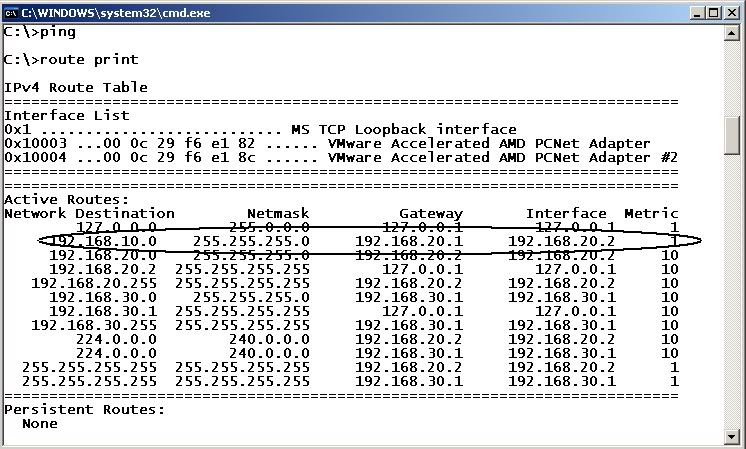 C:\WINDOWS\system32\cmd.exe
C:\>ping
C:\>route print
IPv4 Route Table
===========================================================================
Interface List
0x1 ........................... MS TCP Loopback interface
0x10003 ...00 0c 29 f6 e1 82 ...... VMware Accelerated AMD PCNet Adapter
0x10004 ...00 0c 29 f6 e1 8c ...... VMware Accelerated AMD PCNet Adapter #2
===========================================================================
===========================================================================
Active Routes:
Network Destination        Netmask          Gateway       Interface  Metric
127.0.0.0        255.0.0.0        127.0.0.1       127.0.0.1       1
192.168.10.0    255.255.255.0     192.168.20.1    192.168.20.2       1
192.168.20.0    255.255.255.0     192.168.20.2    192.168.20.2      10
192.168.20.2  255.255.255.255        127.0.0.1       127.0.0.1      10
192.168.20.255  255.255.255.255     192.168.20.2    192.168.20.2      10
192.168.30.0    255.255.255.0     192.168.30.1    192.168.30.1      10
192.168.30.1  255.255.255.255        127.0.0.1       127.0.0.1      10
192.168.30.255  255.255.255.255     192.168.30.1    192.168.30.1      10
224.0.0.0        240.0.0.0     192.168.20.2    192.168.20.2      10
224.0.0.0        240.0.0.0     192.168.30.1    192.168.30.1      10
255.255.255.255  255.255.255.255     192.168.20.2    192.168.20.2       1
255.255.255.255  255.255.255.255     192.168.30.1    192.168.30.1       1
===========================================================================
Persistent Routes:
None